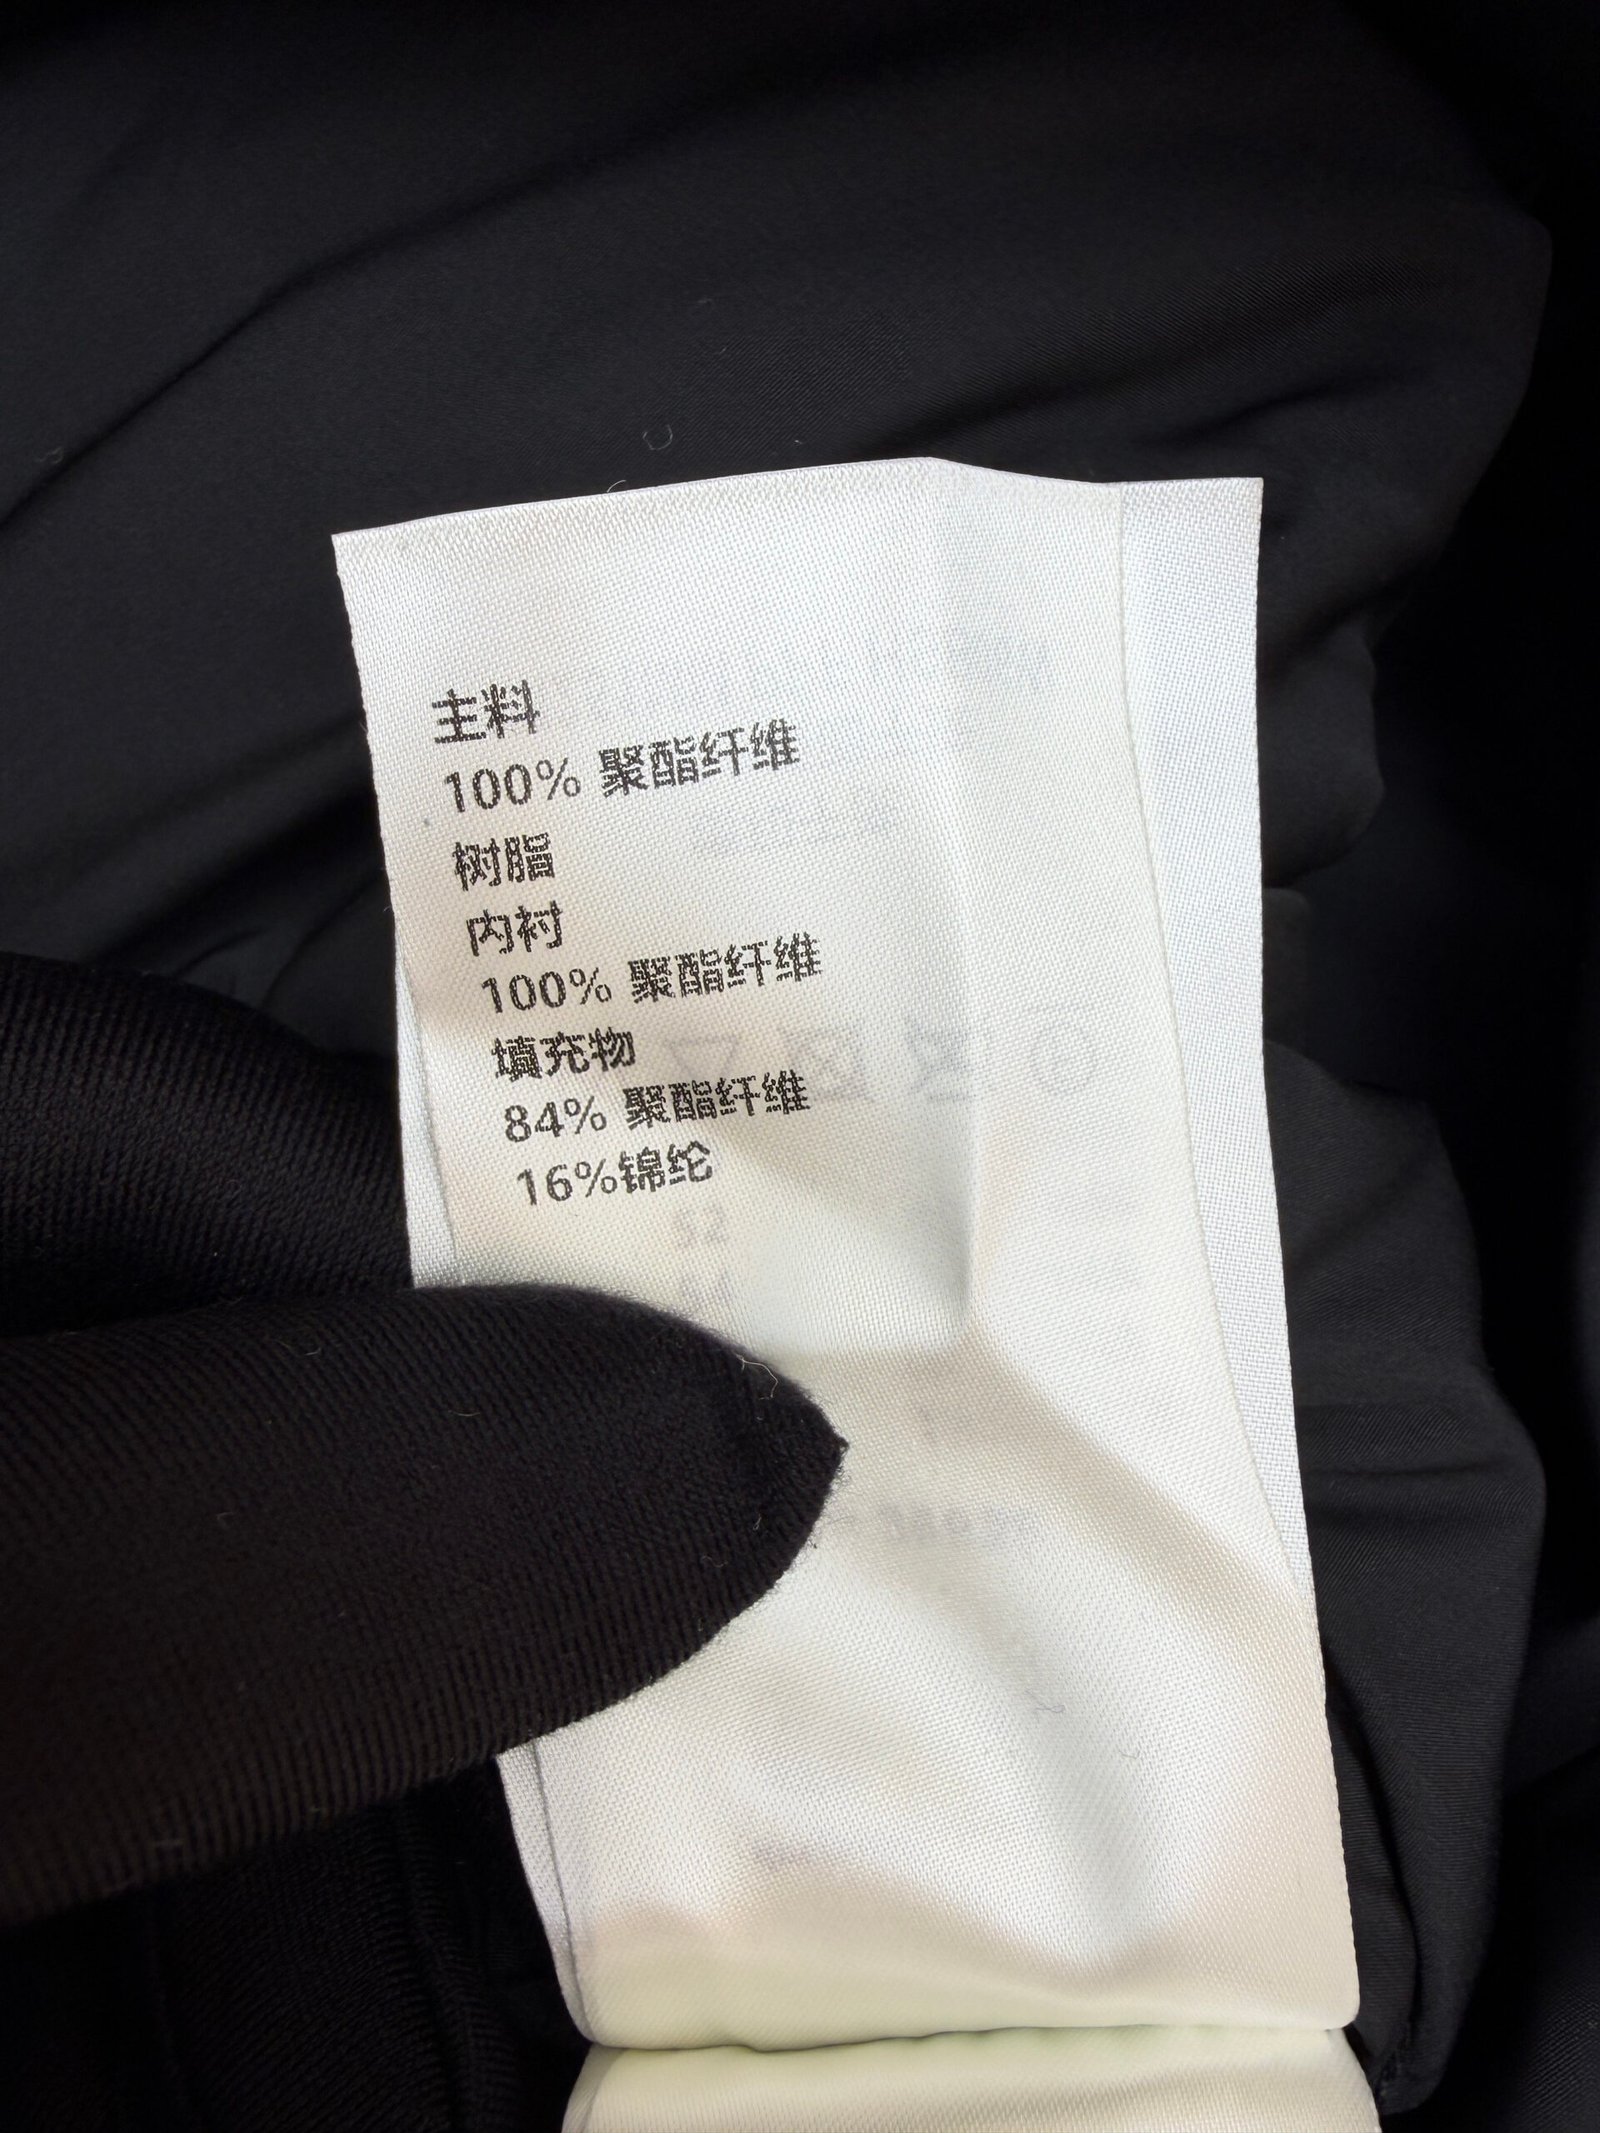 主料
100% 聚酯纤维
树脂
内衬
100% 聚酯纤维
填充物
84% 聚酯纤维
16%锦纶